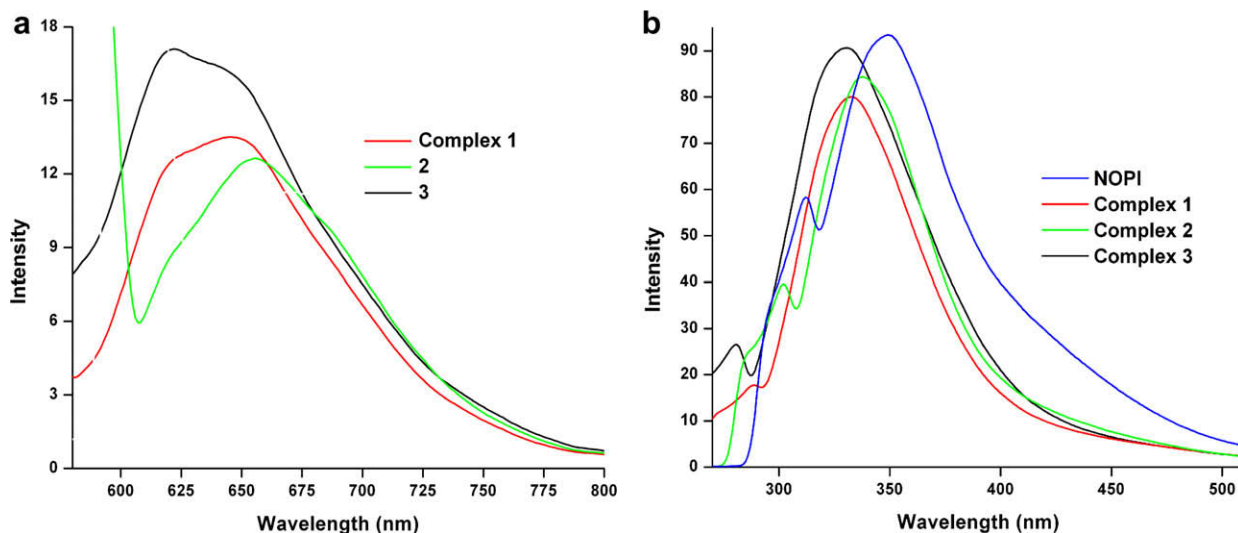 a
18
15
12
9
6
3
0
Intensity
Complex 1
2
3
600 625 650 675 700 725 750 775 800
Wavelength (nm)
b
90
80
70
60
50
40
30
20
10
0
Intensity
NOPI
Complex 1
Complex 2
Complex 3
300 350 400 450 500
Wavelength (nm)